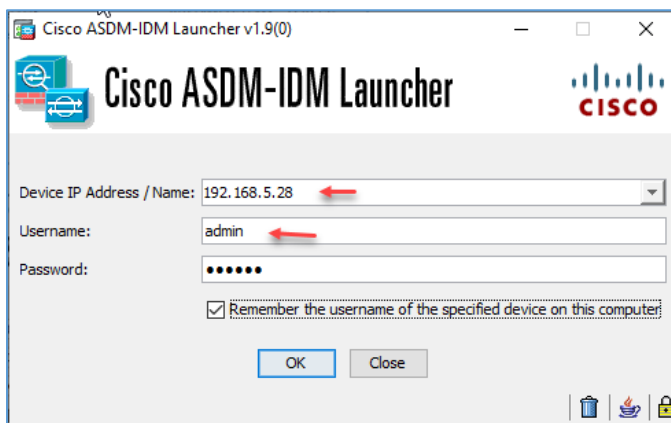 Cisco ASDM-IDM Launcher v1.9(0)
Cisco ASDM-IDM Launcher
CISCO
Device IP Address / Name: 192.168.5.28
Username: admin
Password: ••••••
Remember the username of the specified device on this computer
OK Close